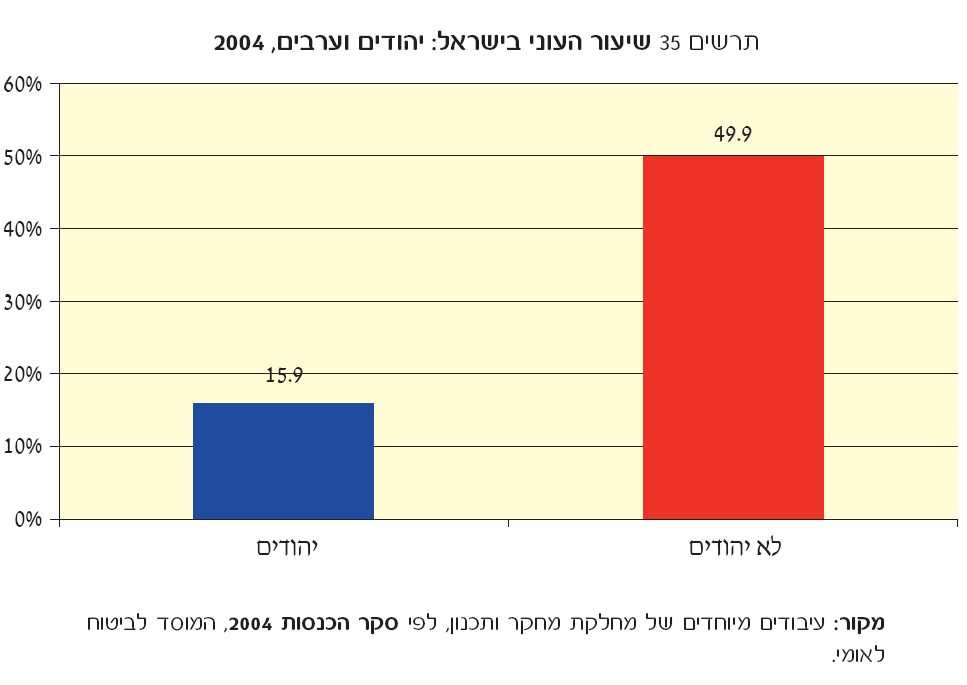 תרשים 35 שיעור העוני בישראל: יהודים וערבים, 2004
60%
49.9
50%
40%
30%
20%
15.9
10%
0%
יהודים
לא יהודים
מקור: עיבודים מיוחדים של מחלקת מחקר ותכנון, לפי סקר הכנסות 2004, המוסד לביטוח
לאומי.